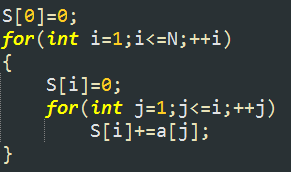 S[0]=0;
for(int i=1;i<=N;++i)
{
    S[i]=0;
    for(int j=1;j<=i;++j)
        S[i]+=a[j];
}